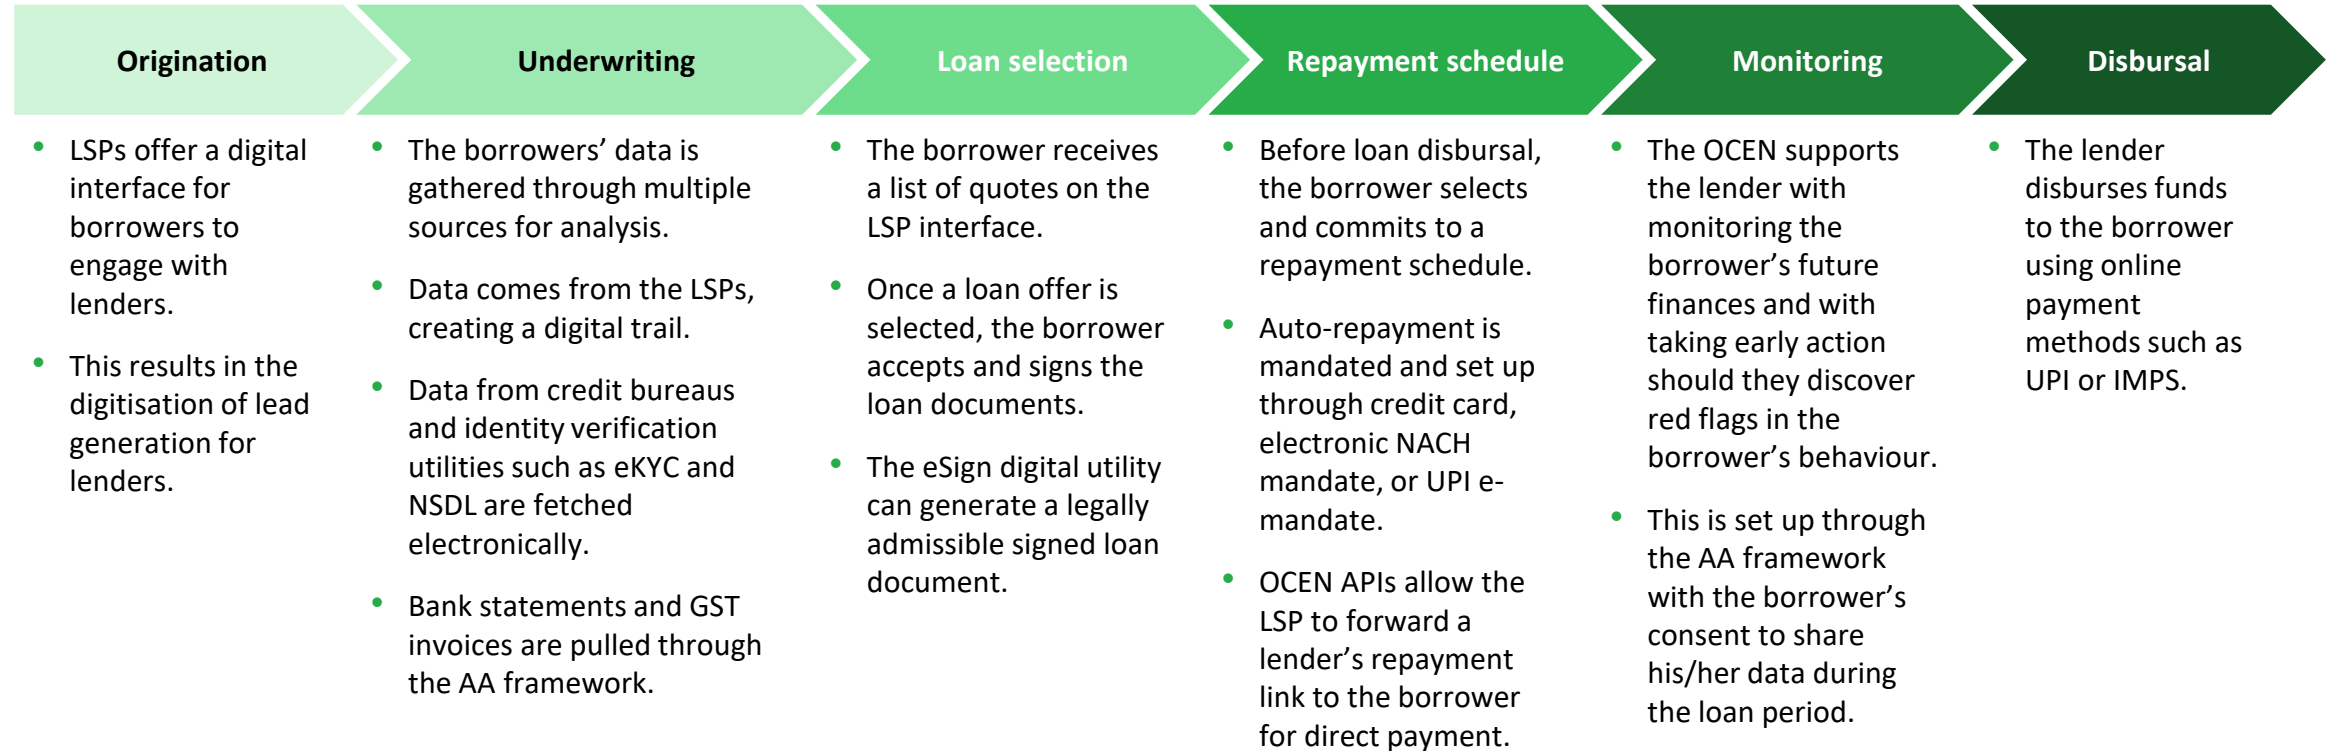 Origination
Underwriting
Loan selection
Repayment schedule
Monitoring
Disbursal
• LSPs offer a digital
interface for
borrowers to
engage with
lenders.
• This results in the
digitisation of lead
generation for
lenders.
• The borrowers’ data is
gathered through multiple
sources for analysis.
• Data comes from the LSPs,
creating a digital trail.
• Data from credit bureaus
and identity verification
utilities such as eKYC and
NSDL are fetched
electronically.
• Bank statements and GST
invoices are pulled through
the AA framework.
• The borrower receives
a list of quotes on the
LSP interface.
• Once a loan offer is
selected, the borrower
accepts and signs the
loan documents.
• The eSign digital utility
can generate a legally
admissible signed loan
document.
• Before loan disbursal,
the borrower selects
and commits to a
repayment schedule.
• Auto-repayment is
mandated and set up
through credit card,
electronic NACH
mandate, or UPI e-
mandate.
• OCEN APIs allow the
LSP to forward a
lender’s repayment
link to the borrower
for direct payment.
• The OCEN supports
the lender with
monitoring the
borrower’s future
finances and with
taking early action
should they discover
red flags in the
borrower’s behaviour.
• This is set up through
the AA framework
with the borrower’s
consent to share
his/her data during
the loan period.
• The lender
disburses funds
to the borrower
using online
payment
methods such as
UPI or IMPS.